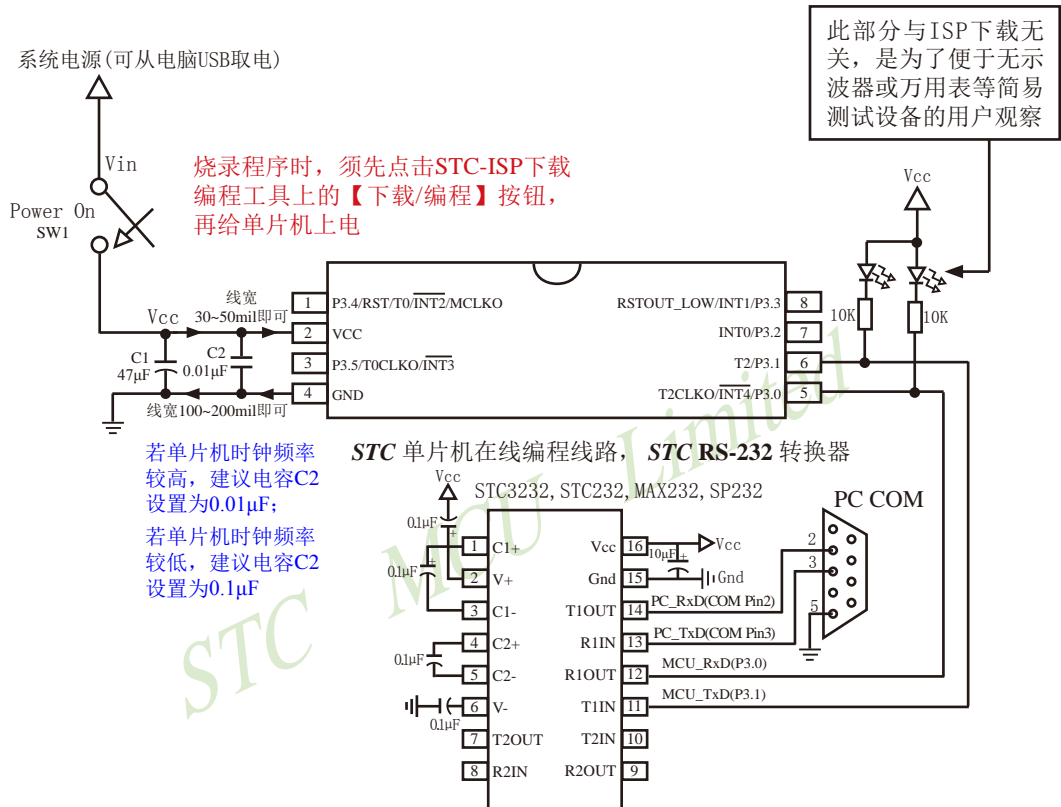 此部分与ISP下载无
关，是为了便于无示
波器或万用表等简易
测试设备的用户观察
系统电源(可从电脑USB取电)
Vin
Power On
SW1
烧录程序时，须先点击STC-ISP下载
编程工具上的【下载/编程】按钮，
再给单片机上电
Vcc
10K
10K
线宽
30~50mil即可
Vcc
C1
47μF
C2
0.01μF
线宽100~200mil即可
1 P3.4/RST/T0/INT2/MCLKO
2 VCC
3 P3.5/T0CLKO/INT3
4 GND
RSTOUT_LOW/INT1/P3.3 8
INT0/P3.2 7
T2/P3.1 6
T2CLKO/INT4/P3.0 5
若单片机时钟频率
较高，建议电容C2
设置为0.01μF；
若单片机时钟频率
较低，建议电容C2
设置为0.1μF
STC 单片机在线编程线路， STC RS-232 转换器
STC3232,STC232,MAX232,SP232
Vcc
0.1μF
+
0.1μF
+
0.1μF
0.1μF
1 C1+
2 V+
3 C1-
4 C2+
5 C2-
6 V-
7 T2OUT
8 R2IN
Vcc 16
Gnd 15
T1OUT 14
R1IN 13
R1OUT 12
T1IN 11
T2IN 10
R2OUT 9
10μF
+
Vcc
Gnd
PC_RxD(COM Pin2)
PC_TxD(COM Pin3)
MCU_RxD(P3.0)
MCU_TxD(P3.1)
PC COM
2
3
5
STC MCU Limited